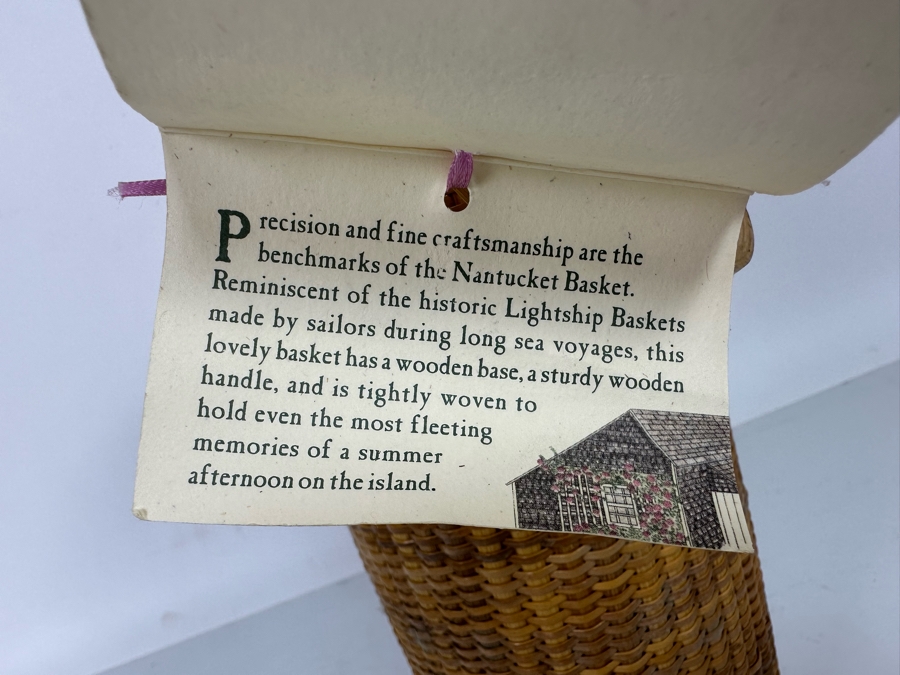 Precision and fine craftsmanship are the
benchmarks of the Nantucket Basket.
Reminiscent of the historic Lightship Baskets
made by sailors during long sea voyages, this
lovely basket has a wooden base, a sturdy wooden
handle, and is tightly woven to
hold even the most fleeting
memories of a summer
afternoon on the island.